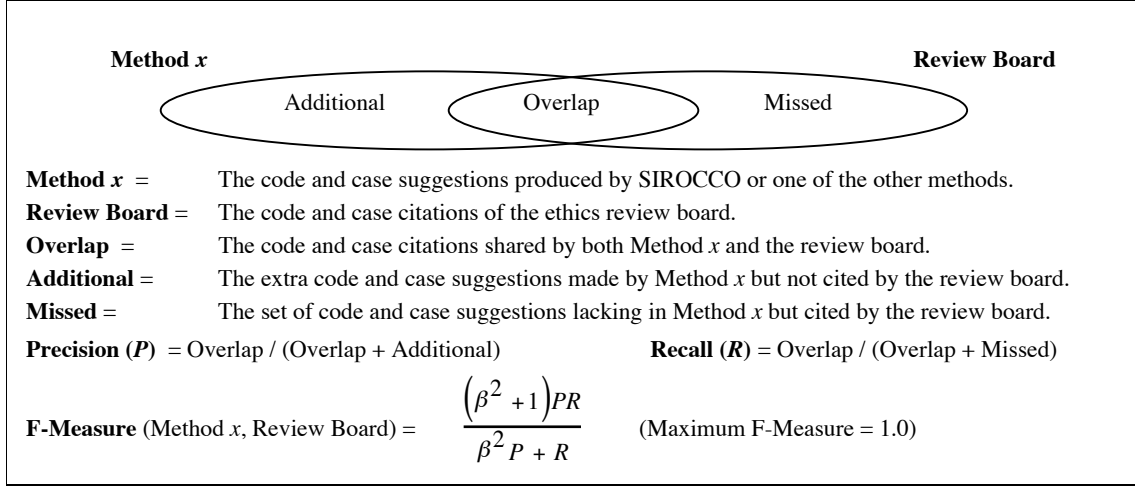 Method x Review Board
Additional Overlap Missed
Method x = The code and case suggestions produced by SIROCCO or one of the other methods.
Review Board = The code and case citations of the ethics review board.
Overlap = The code and case citations shared by both Method x and the review board.
Additional = The extra code and case suggestions made by Method x but not cited by the review board.
Missed = The set of code and case suggestions lacking in Method x but cited by the review board.
Precision (P) = Overlap / (Overlap + Additional) Recall (R) = Overlap / (Overlap + Missed)
F-Measure (Method x, Review Board) = (β² +1)PR / β² P + R (Maximum F-Measure = 1.0)